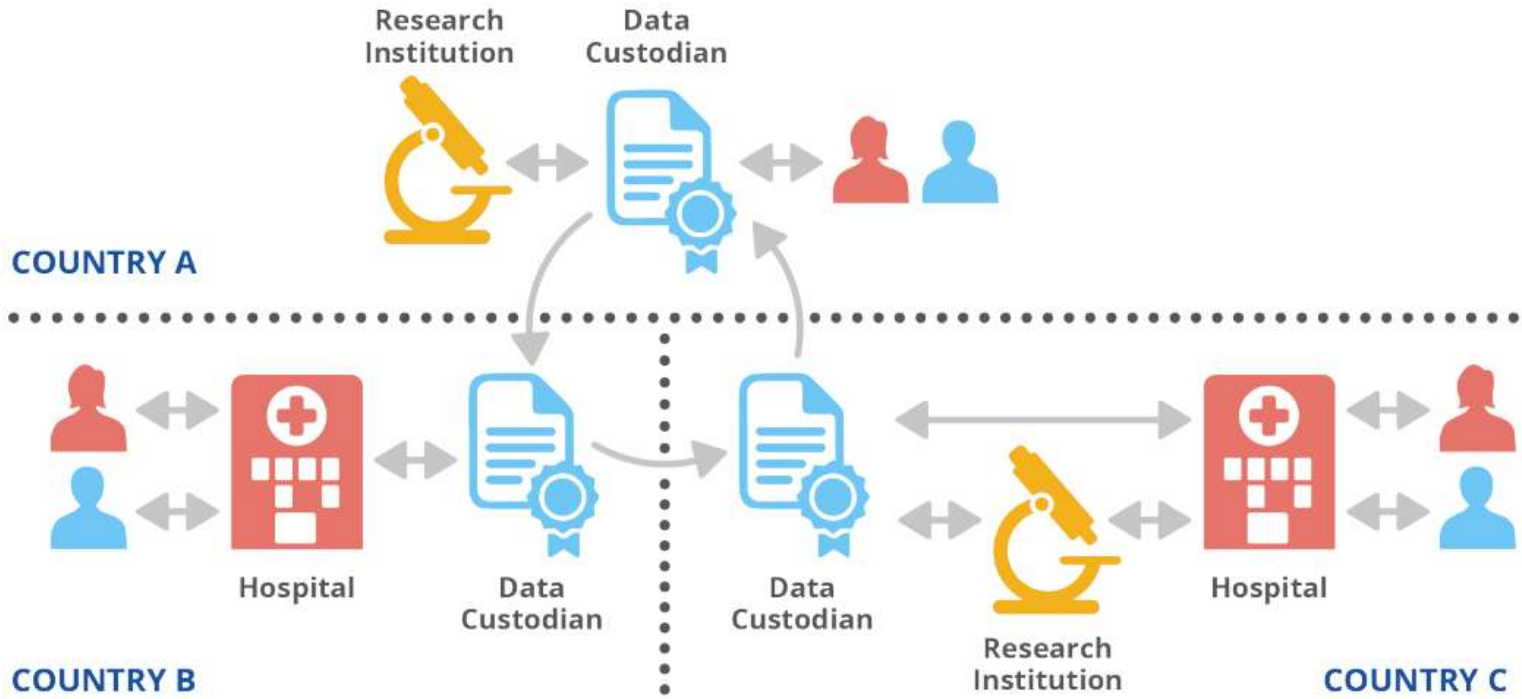 Research
Institution
Data
Custodian
COUNTRY A
Hospital
Data
Custodian
COUNTRY B
Data
Custodian
Research
Institution
Hospital
COUNTRY C